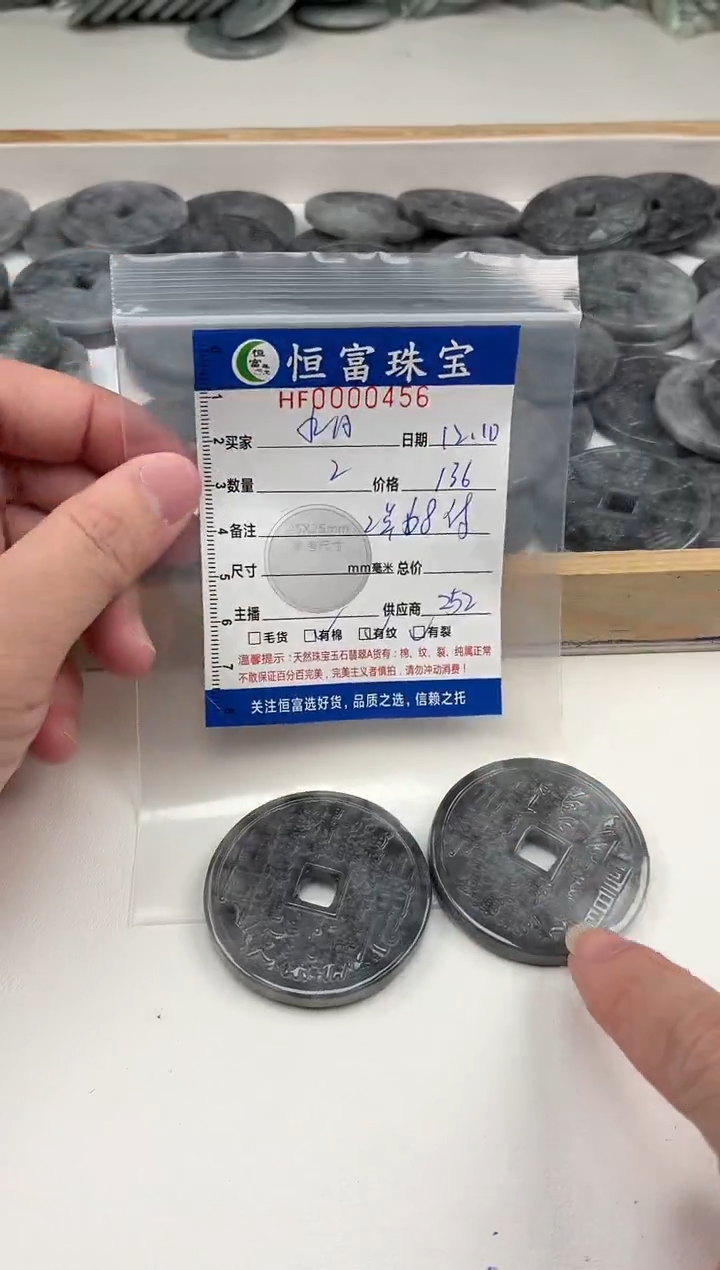 恒富珠宝
HF0000456
买家 日期 12.10
数量 2 价格 136
备注 2单 68 付
尺寸 mm毫米 总价
主播 供应商 252
毛货 有棉 有纹 有裂
温馨提示：天然珠宝玉石翡翠A货有：棉、纹、裂、纯属正常
不敢保证百分百完美，完美主义者慎拍，请勿冲动消费！
关注恒富选好货，品质之选，信赖之托